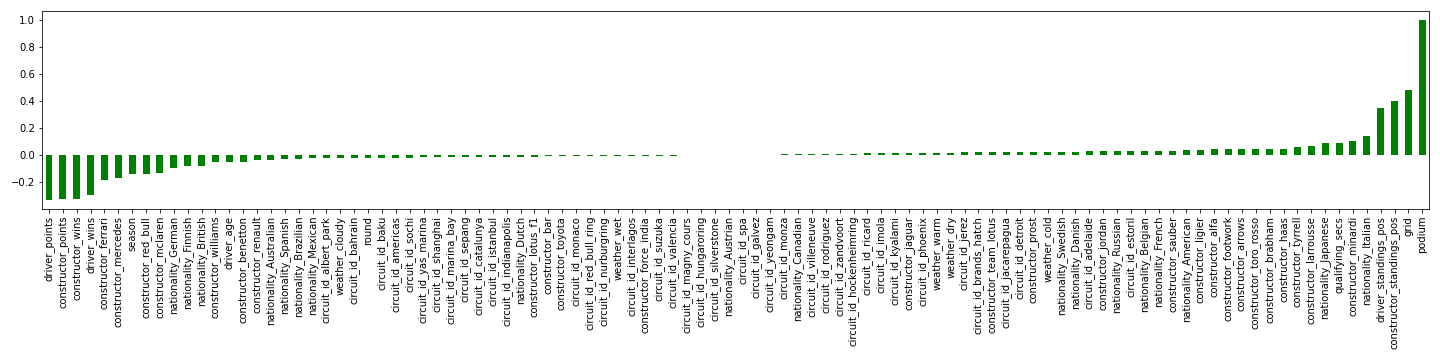 1.0
0.8
0.6
0.4
0.2
0.0
−0.2
driver_points
constructor_points
constructor_wins
driver_wins
constructor_ferrari
constructor_mercedes
season
constructor_red_bull
constructor_mclaren
nationality_German
nationality_Finnish
nationality_British
constructor_williams
driver_age
constructor_benetton
constructor_renault
nationality_Australian
nationality_Spanish
nationality_Brazilian
nationality_Mexican
circuit_id_albert_park
weather_cloudy
circuit_id_bahrain
round
circuit_id_baku
circuit_id_americas
circuit_id_sochi
circuit_id_yas_marina
circuit_id_shanghai
circuit_id_marina_bay
circuit_id_sepang
circuit_id_catalunya
circuit_id_istanbul
circuit_id_indianapolis
nationality_Dutch
constructor_lotus_f1
constructor_bar
constructor_toyota
circuit_id_monaco
circuit_id_red_bull_ring
circuit_id_nurburgring
weather_wet
circuit_id_interlagos
constructor_force_india
circuit_id_suzuka
circuit_id_valencia
circuit_id_magny_cours
circuit_id_hungaroring
circuit_id_silverstone
nationality_Austrian
circuit_id_spa
circuit_id_galvez
circuit_id_yeongam
circuit_id_monza
nationality_Canadian
circuit_id_villeneuve
circuit_id_rodriguez
circuit_id_zandvoort
circuit_id_hockenheimring
circuit_id_ricard
circuit_id_imola
circuit_id_kyalami
constructor_jaguar
circuit_id_phoenix
weather_warm
weather_dry
circuit_id_jerez
circuit_id_brands_hatch
constructor_team_lotus
circuit_id_jacarepagua
circuit_id_detroit
constructor_prost
weather_cold
nationality_Swedish
nationality_Danish
circuit_id_adelaide
constructor_jordan
nationality_Russian
circuit_id_estoril
nationality_Belgian
nationality_French
constructor_sauber
nationality_American
constructor_ligier
constructor_alfa
constructor_footwork
constructor_arrows
constructor_toro_rosso
constructor_brabham
constructor_haas
constructor_tyrrell
constructor_larrousse
nationality_Japanese
qualifying_secs
constructor_minardi
nationality_Italian
driver_standings_pos
constructor_standings_pos
grid
podium